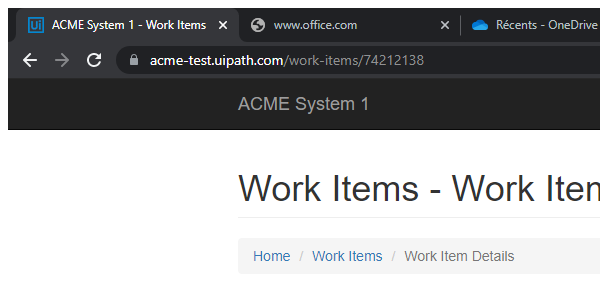 Ui ACME System 1 - Work Items www.office.com Récents - OneDrive
acme-test.uipath.com/work-items/74212138
ACME System 1
Work Items - Work Item
Home / Work Items / Work Item Details